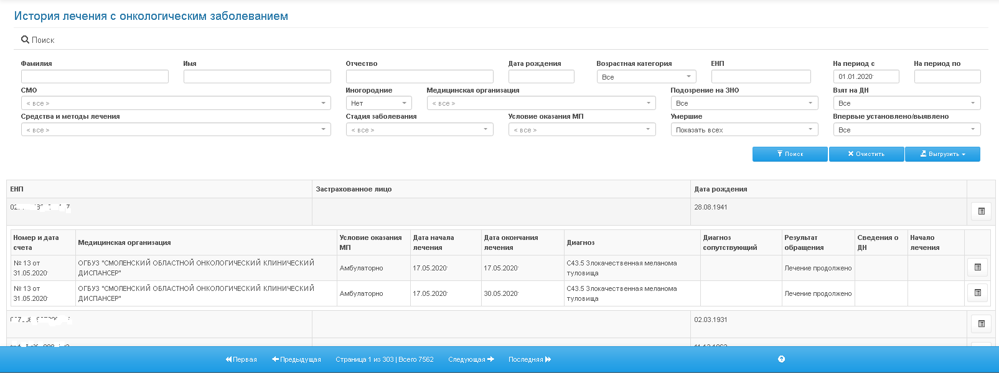 История лечения с онкологическим заболеванием
Поиск
Фамилия Имя Отчество Дата рождения Возрастная категория ЕНП На период с На период по
Все 01.01.2020
СМО Иногородние Медицинская организация Подозрение на ЗНО Взят на ДН
< все > Нет < все > Все Все
Средства и методы лечения Стадия заболевания Условие оказания МП Умершие Впервые установлено/выявлено
< все > < все > < все > Показать всех Все
Поиск Очистить Выгрузить
ЕНП Застрахованное лицо Дата рождения
28.08.1941
Номер и дата счета Медицинская организация Условие оказания МП Дата начала лечения Дата окончания лечения Диагноз Диагноз сопутствующий Результат обращения Сведения о ДН Начало лечения
№ 13 от 31.05.2020 ОГБУЗ "СМОЛЕНСКИЙ ОБЛАСТНОЙ ОНКОЛОГИЧЕСКИЙ КЛИНИЧЕСКИЙ ДИСПАНСЕР" Амбулаторно 17.05.2020 17.05.2020 C43.5 Злокачественная меланома туловища Лечение продолжено
№ 13 от 31.05.2020 ОГБУЗ "СМОЛЕНСКИЙ ОБЛАСТНОЙ ОНКОЛОГИЧЕСКИЙ КЛИНИЧЕСКИЙ ДИСПАНСЕР" Амбулаторно 17.05.2020 30.05.2020 C43.5 Злокачественная меланома туловища Лечение продолжено
02.03.1931
Первая Предыдущая Страница 1 из 303 | Всего 7562 Следующая Последняя